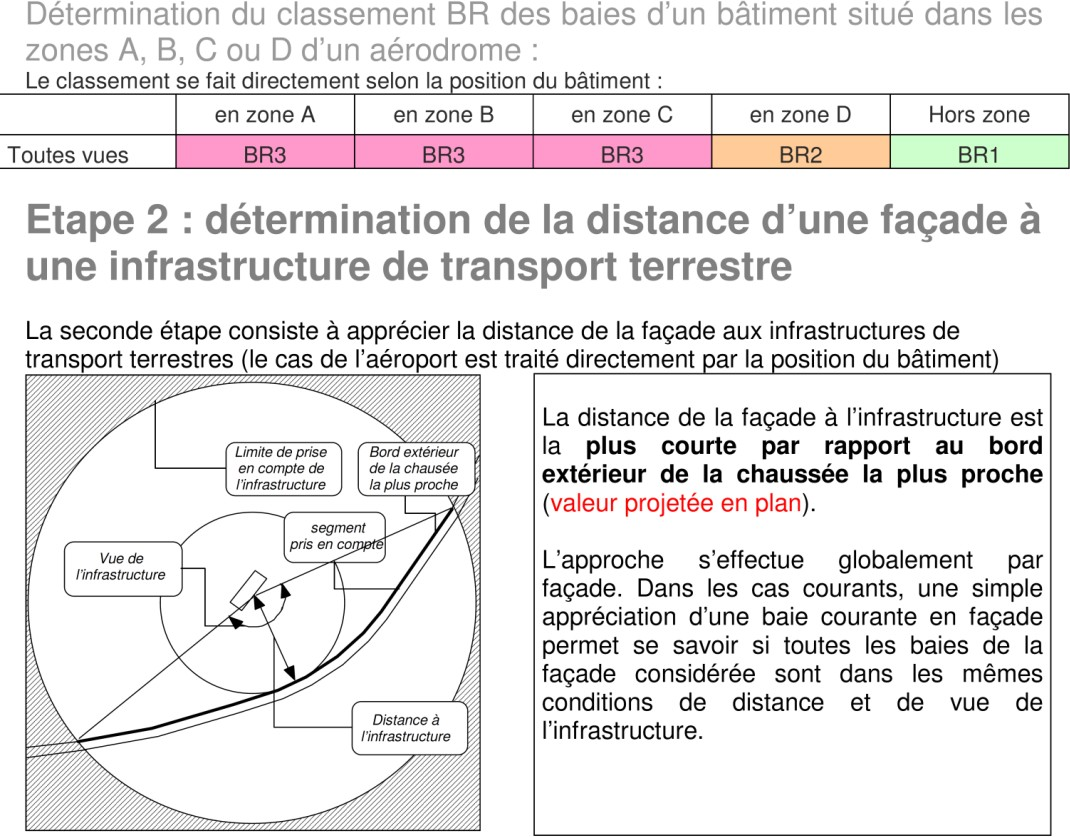 Détermination du classement BR des baies d’un bâtiment situé dans les
zones A, B, C ou D d’un aérodrome :
Le classement se fait directement selon la position du bâtiment :
en zone A en zone B en zone C en zone D Hors zone
Toutes vues BR3 BR3 BR3 BR2 BR1
Etape 2 : détermination de la distance d’une façade à
une infrastructure de transport terrestre
La seconde étape consiste à apprécier la distance de la façade aux infrastructures de
transport terrestres (le cas de l’aéroport est traité directement par la position du bâtiment)
Limite de prise
en compte de
l’infrastructure
Bord extérieur
de la chausée
la plus proche
segment
pris en compte
Vue de
l’infrastructure
Distance à
l’infrastructure
La distance de la façade à l’infrastructure est
la plus courte par rapport au bord
extérieur de la chaussée la plus proche
(valeur projetée en plan).
L’approche s’effectue globalement par
façade. Dans les cas courants, une simple
appréciation d’une baie courante en façade
permet se savoir si toutes les baies de la
façade considérée sont dans les mêmes
conditions de distance et de vue de
l’infrastructure.